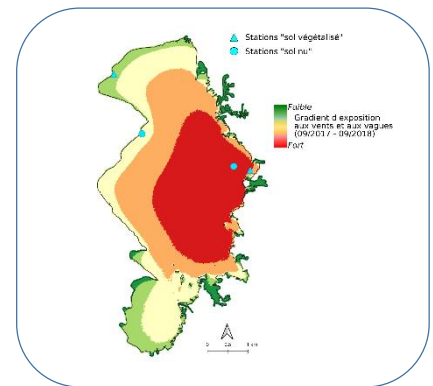 Stations "sol végétalisé"
Stations "sol nu"
Faible
Gradient d exposition
aux vents et aux vagues
(09/2017 - 09/2018)
Fort